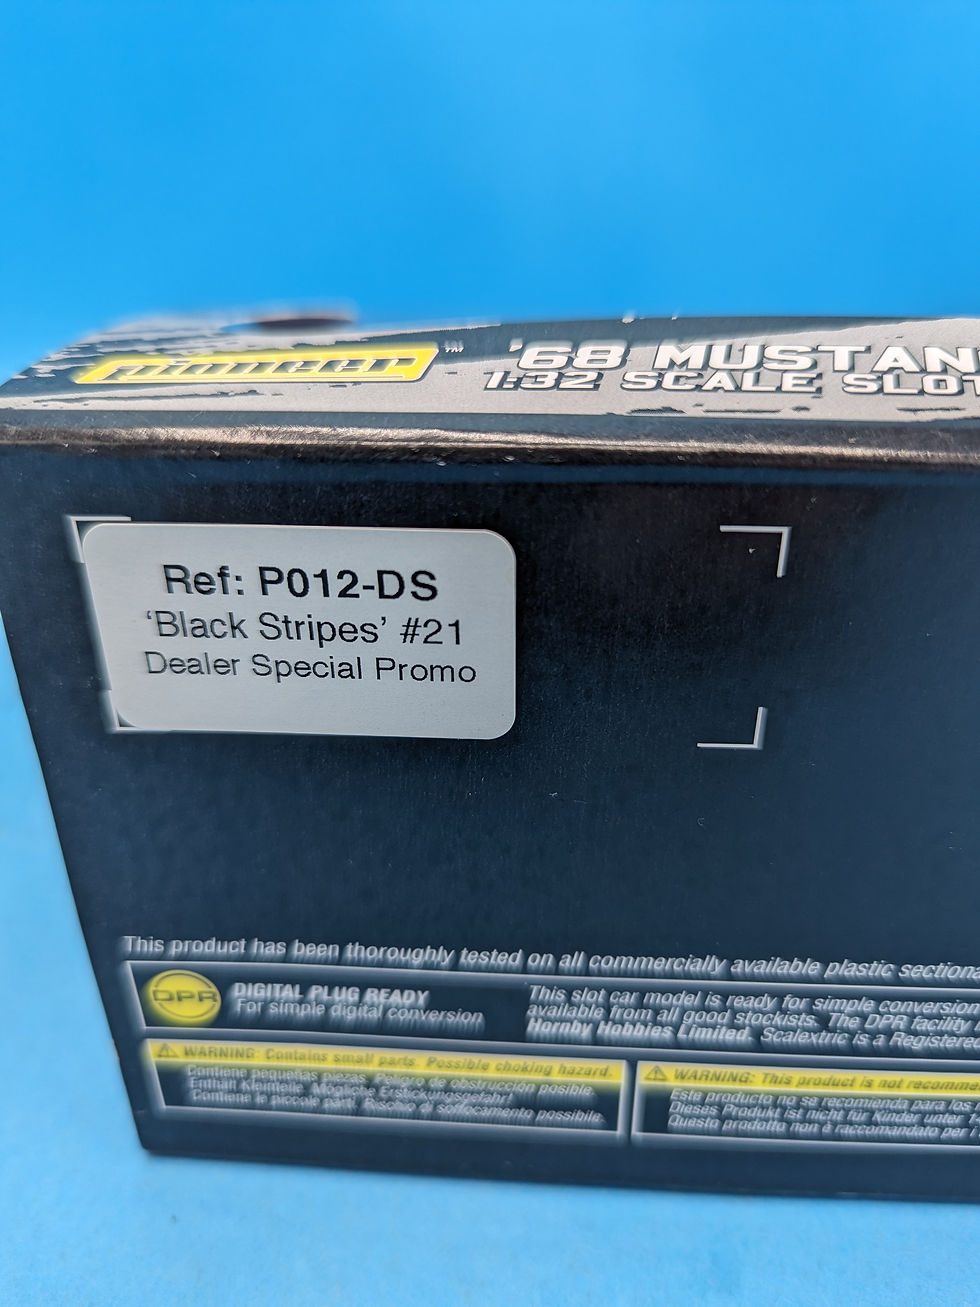 pioneer™
'68 MUSTAN
1:32 SCALE SLOT
Ref: P012-DS
‘Black Stripes’ #21
Dealer Special Promo
This product has been thoroughly tested on all commercially available plastic section
DPR
DIGITAL PLUG READY
For simple digital conversion
This slot car model is ready for simple conversion
available from all good stockists. The DPR facility
Hornby Hobbies Limited. Scalextric is a Registered
WARNING: Contains small parts. Possible choking hazard.
Contiene pequeñas piezas. Peligro de obstrucción posible.
Enthält Kleinteile. Mögliche Erstickungsgefahr.
Contiene le piccole parti. Rischio di soffocamento possibile.
WARNING: This product is not recomme
Este producto no se recomienda para los
Dieses Produkt ist nicht für Kinder unter
Questo prodotto non è raccomandato per i